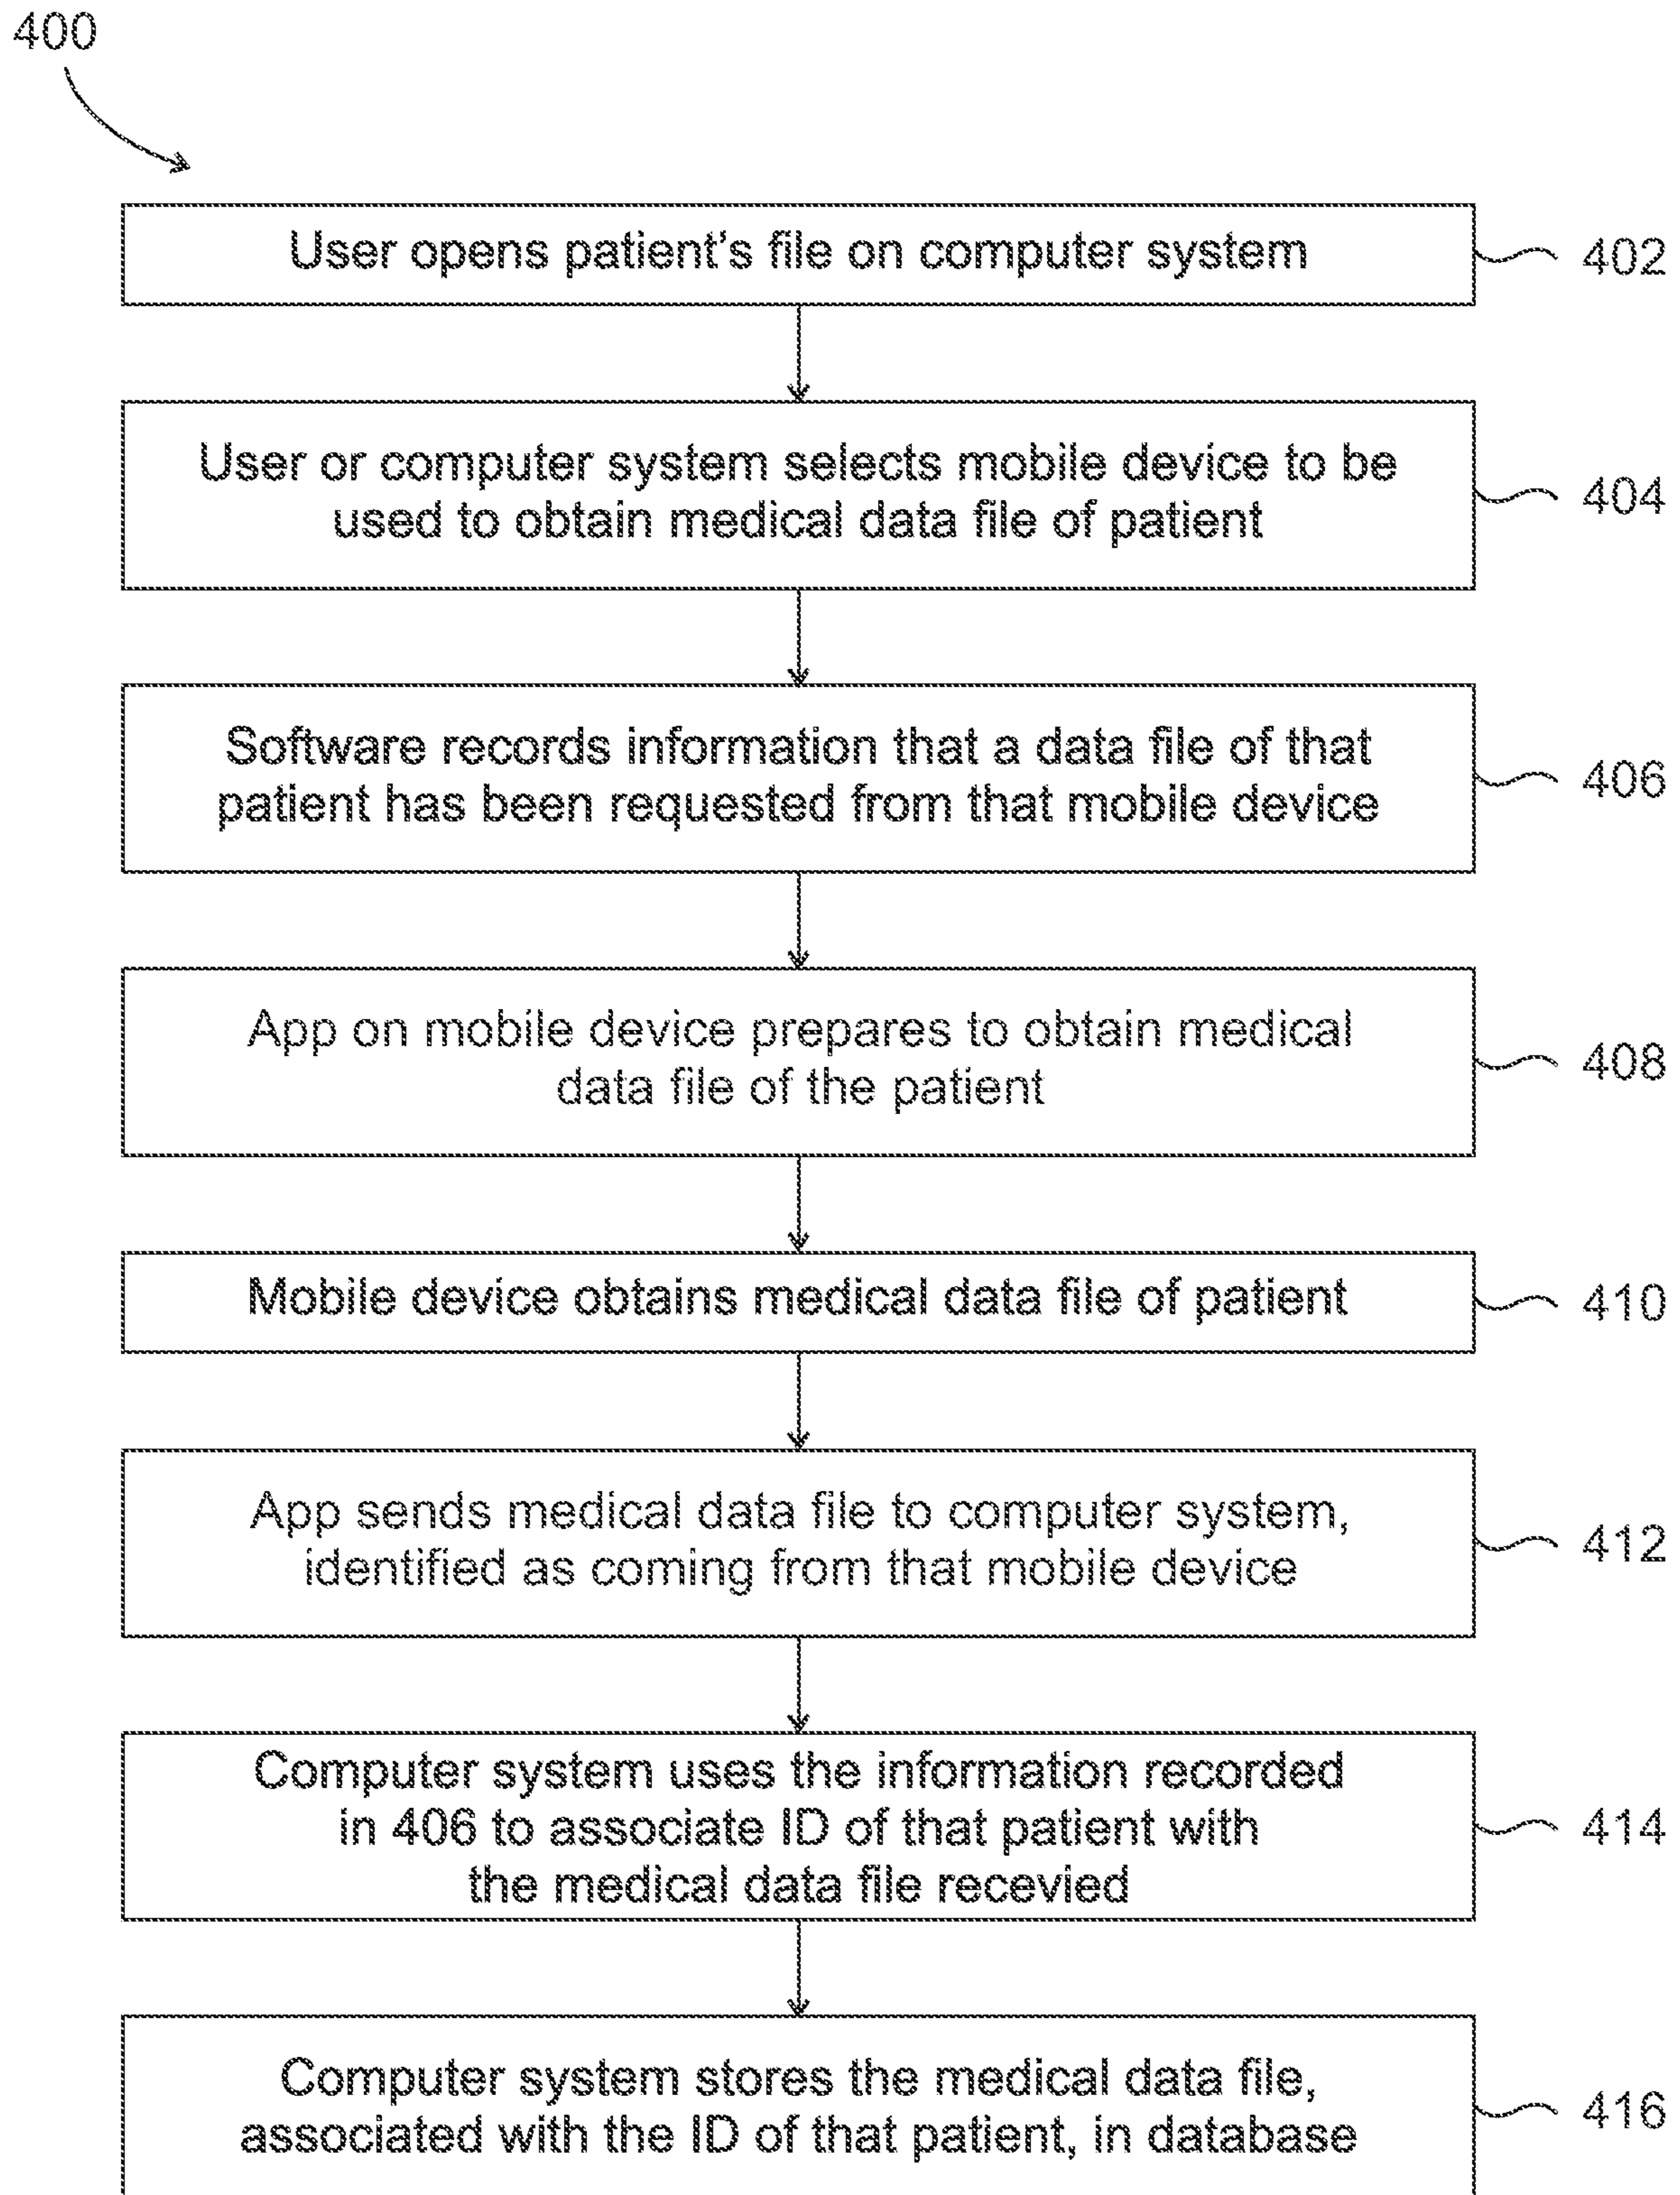 400
User opens patient's file on computer system
402
User or computer system selects mobile device to be
used to obtain medical data file of patient
404
Software records information that a data file of that
patient has been requested from that mobile device
406
App on mobile device prepares to obtain medical
data file of the patient
408
Mobile device obtains medical data file of patient
410
App sends medical data file to computer system,
identified as coming from that mobile device
412
Computer system uses the information recorded
in 406 to associate ID of that patient with
the medical data file recevied
414
Computer system stores the medical data file,
associated with the ID of that patient, in database
416